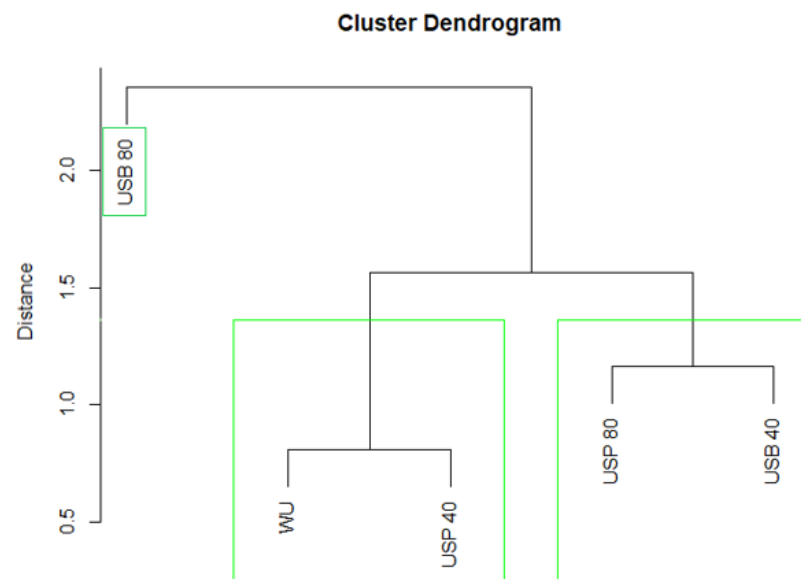 Cluster Dendrogram
Distance
2.0
1.5
1.0
0.5
USB 80
WU
USP 40
USP 80
USB 40